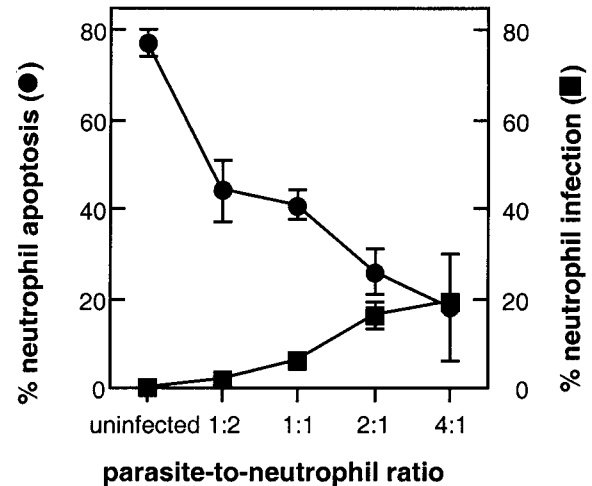 % neutrophil apoptosis (●)
80
60
40
20
0
80
60
40
20
0
% neutrophil infection (■)
uninfected 1:2 1:1 2:1 4:1
parasite-to-neutrophil ratio